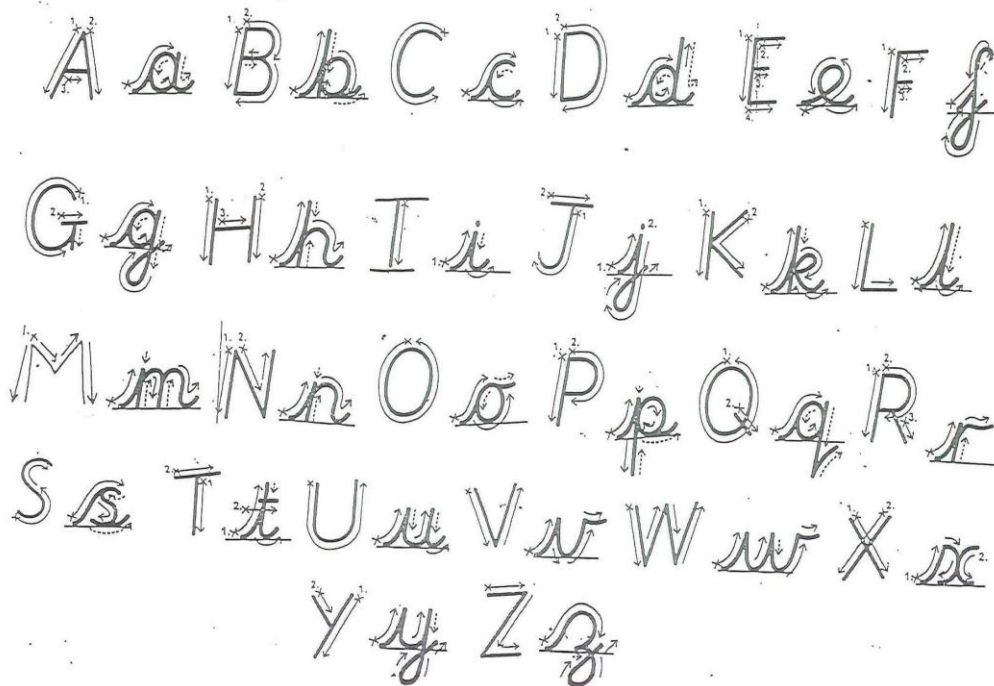 A a B b C c D d E e F f
G g H h I i J j K k L l
M m N n O o P p Q q R r
S s T t U u V v W w X x
Y y Z z